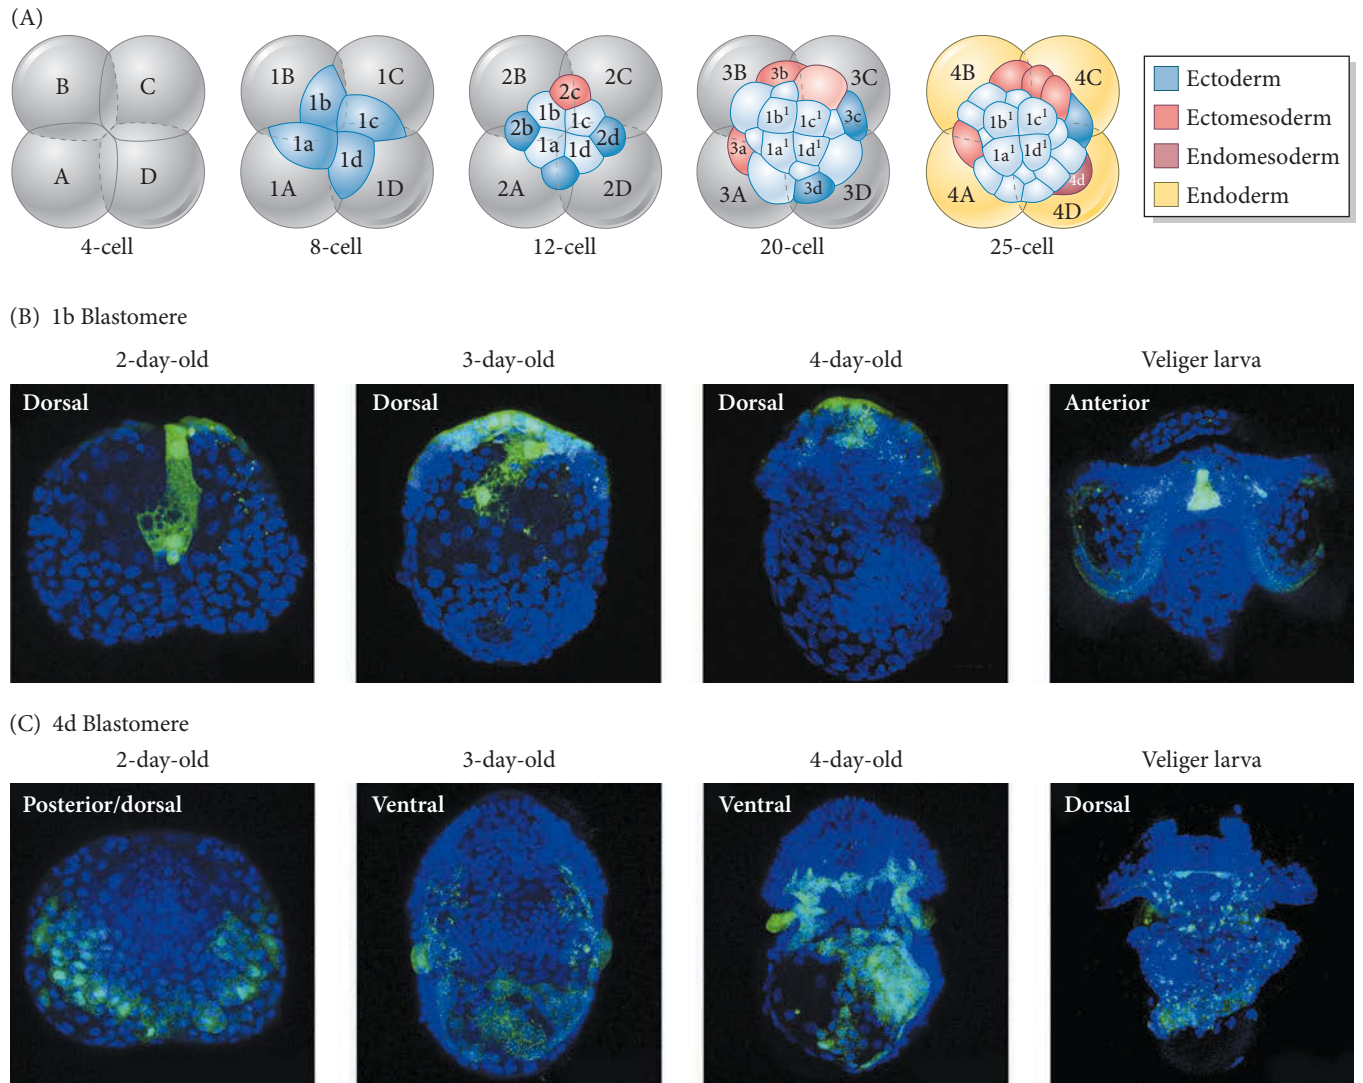 (A)
B C
A D
4-cell
1B 1C
1b 1c
1a 1d
1A 1D
8-cell
2B 2C
2c
1b 1c
2b 2d
1a 1d
2A 2D
12-cell
3B 3b 3C
1b¹ 1c¹ 3c
3a 1a¹ 1d¹
3A 3d 3D
20-cell
4B 4C
1b¹ 1c¹
1a¹ 1d¹
4d
4A 4D
25-cell
Ectoderm
Ectomesoderm
Endomesoderm
Endoderm
(B) 1b Blastomere
2-day-old 3-day-old 4-day-old Veliger larva
Dorsal Dorsal Dorsal Anterior
(C) 4d Blastomere
2-day-old 3-day-old 4-day-old Veliger larva
Posterior/dorsal Ventral Ventral Dorsal